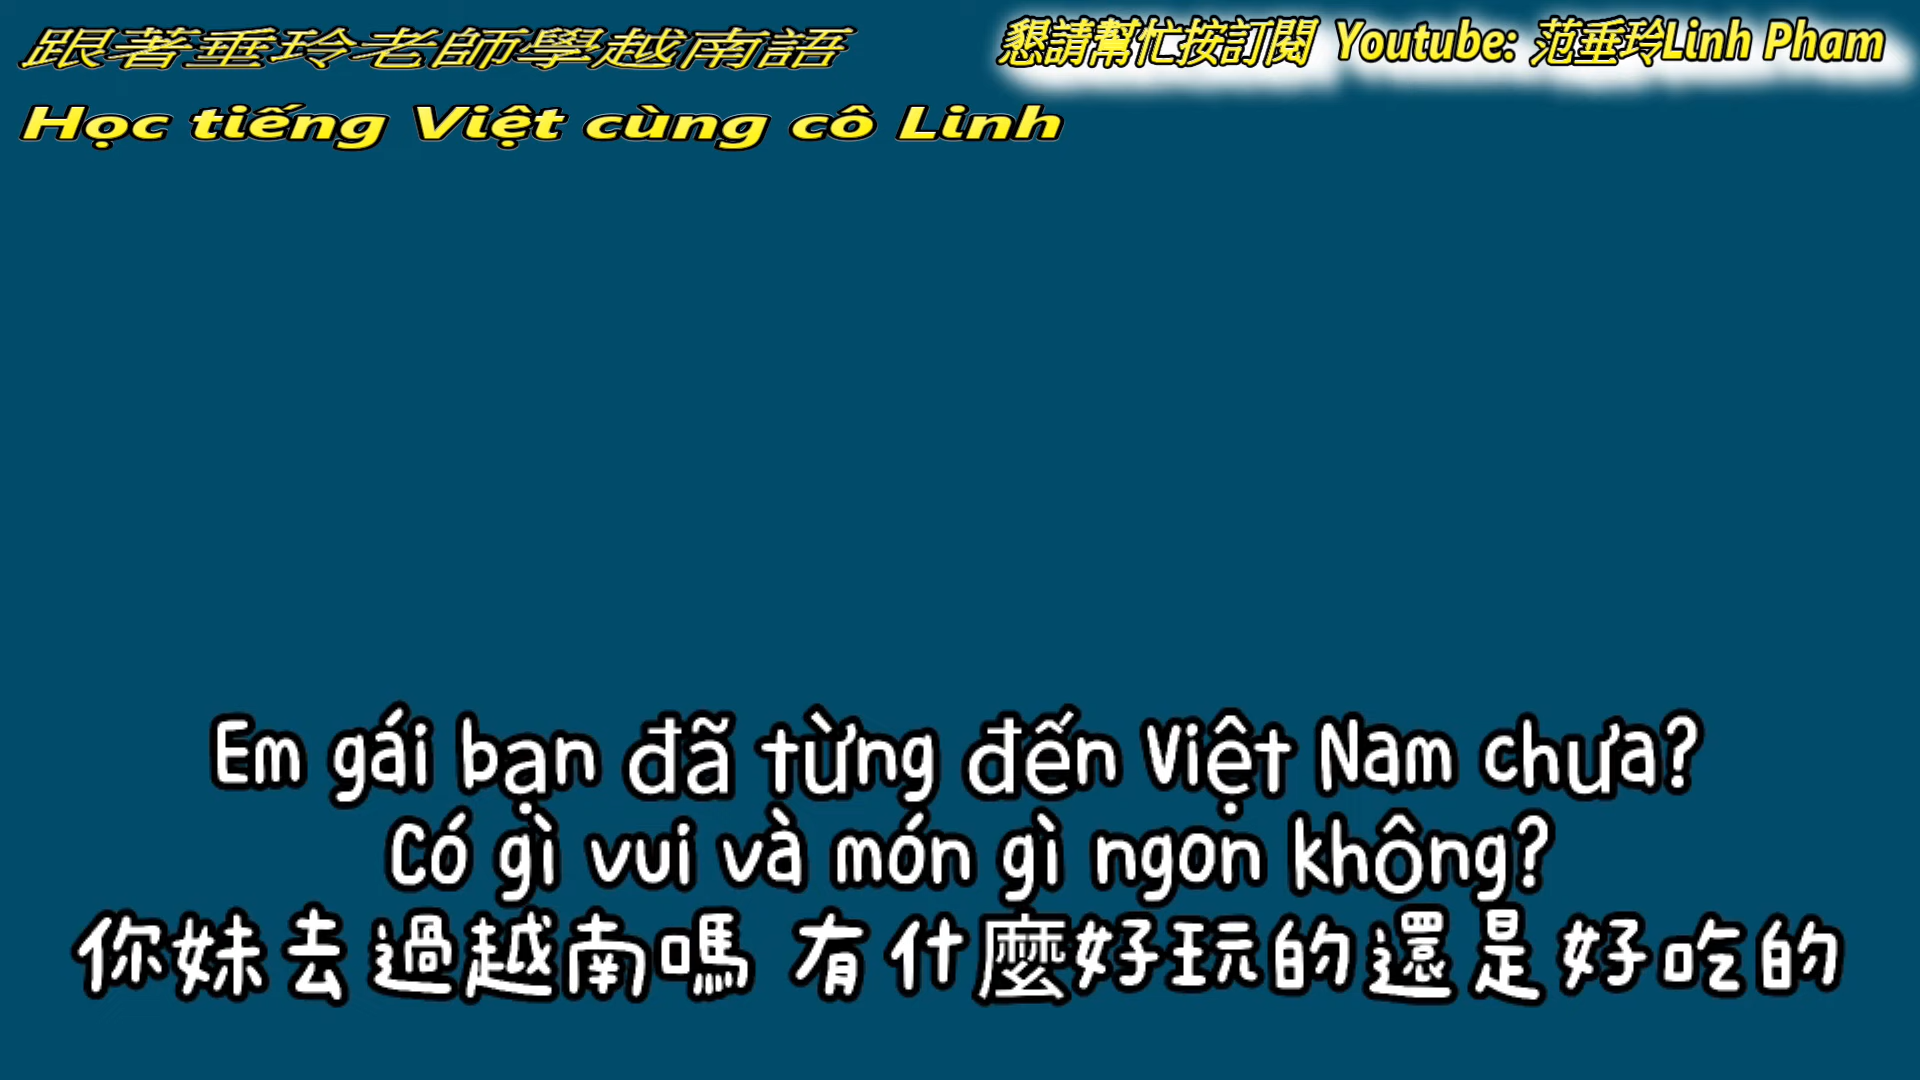 跟著垂玲老師學越南語
懇請幫忙按訂閱 Youtube: 范垂玲Linh Pham
Học tiếng Việt cùng cô Linh
Em gái bạn đã từng đến Việt Nam chưa?
Có gì vui và món gì ngon không?
你妹去過越南嗎 有什麼好玩的還是好吃的